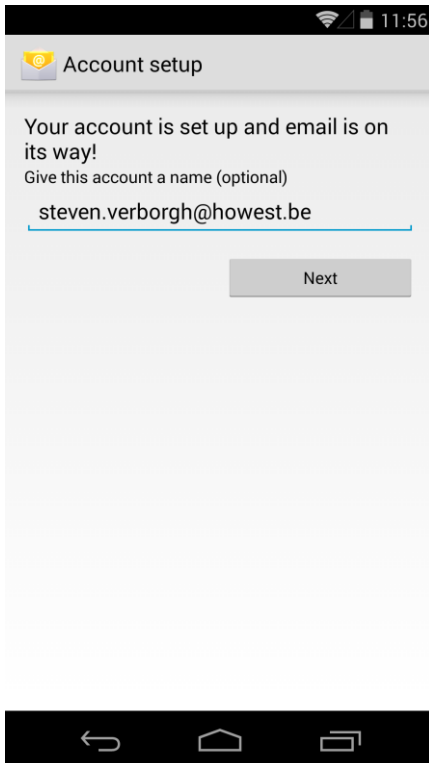 11:56
Account setup
Your account is set up and email is on
its way!
Give this account a name (optional)
steven.verborgh@howest.be
Next